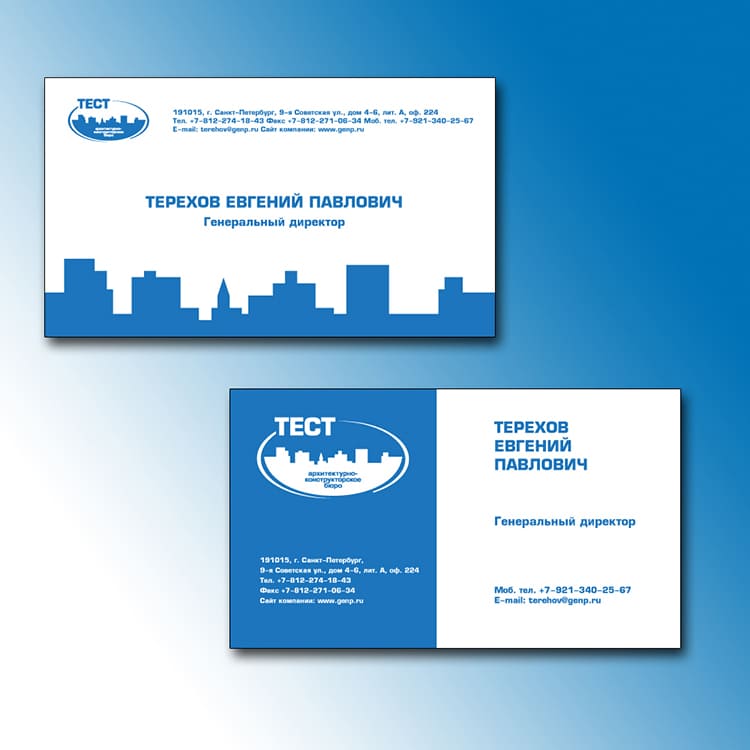 ТЕСТ
архитектурно-
конструкторское
бюро
191015, г. Санкт-Петербург, 9-я Советская ул., дом 4-6, лит. А, оф. 224
Тел. +7-812-274-18-43 Факс +7-812-271-06-34 Моб. тел. +7-921-340-25-67
E-mail: terehov@genp.ru Сайт компании: www.genp.ru
ТЕРЕХОВ ЕВГЕНИЙ ПАВЛОВИЧ
Генеральный директор
ТЕСТ
архитектурно-
конструкторское
бюро
191015, г. Санкт-Петербург,
9-я Советская ул., дом 4-6, лит. А, оф. 224
Тел. +7-812-274-18-43
Факс +7-812-271-06-34
Сайт компании: www.genp.ru
ТЕРЕХОВ
ЕВГЕНИЙ
ПАВЛОВИЧ
Генеральный директор
Моб. тел. +7-921-340-25-67
E-mail: terehov@genp.ru